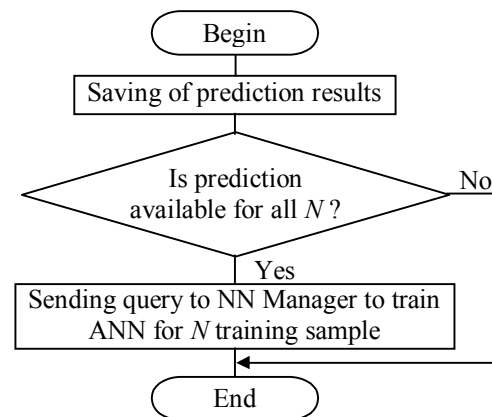 Begin
Saving of prediction results
Is prediction
available for all N ?
No
Yes
Sending query to NN Manager to train
ANN for N training sample
End